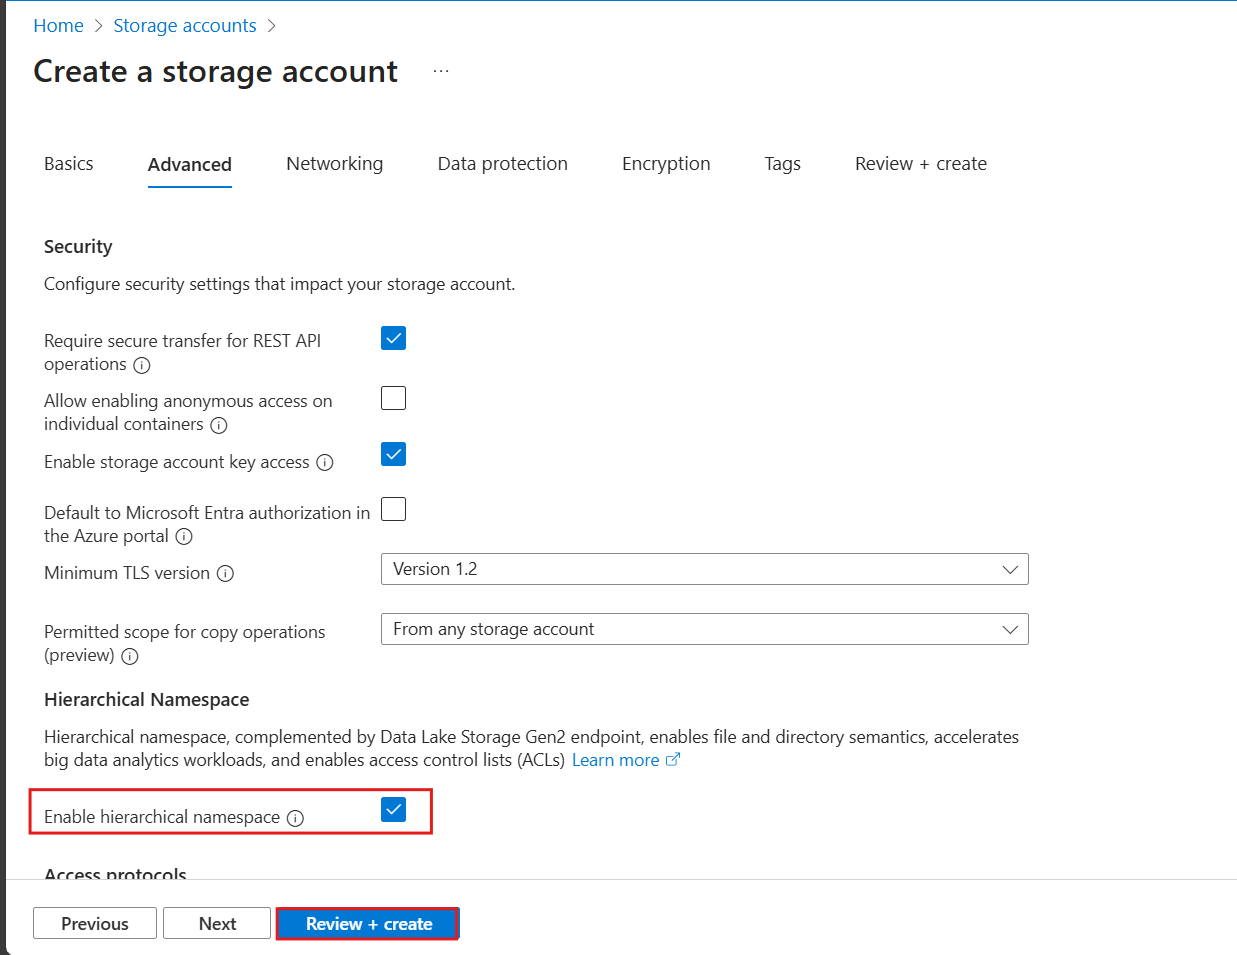 Home > Storage accounts >
Create a storage account ...
Basics Advanced Networking Data protection Encryption Tags Review + create
Security
Configure security settings that impact your storage account.
Require secure transfer for REST API
operations
Allow enabling anonymous access on
individual containers
Enable storage account key access
Default to Microsoft Entra authorization in
the Azure portal
Minimum TLS version
Version 1.2
Permitted scope for copy operations
(preview)
From any storage account
Hierarchical Namespace
Hierarchical namespace, complemented by Data Lake Storage Gen2 endpoint, enables file and directory semantics, accelerates
big data analytics workloads, and enables access control lists (ACLs) Learn more
Enable hierarchical namespace
Access protocols
Previous Next Review + create